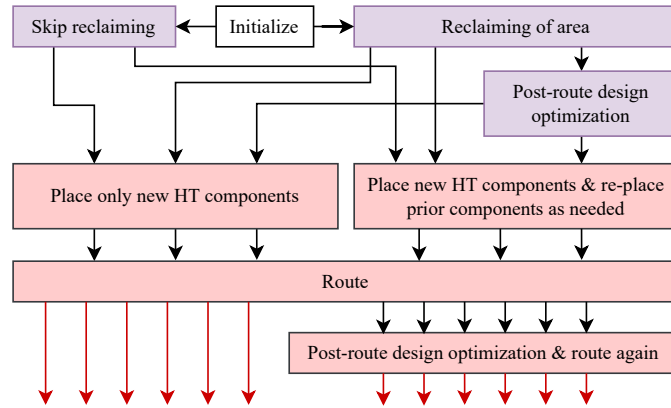 Skip reclaiming
Initialize
Reclaiming of area
Post-route design
optimization
Place only new HT components
Place new HT components & re-place
prior components as needed
Route
Post-route design optimization & route again